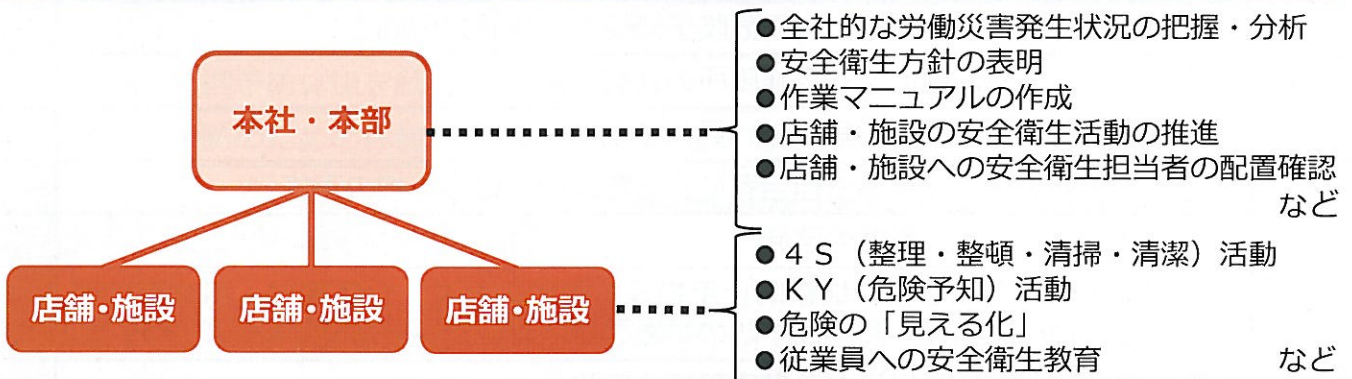 本社・本部
●全社的な労働災害発生状況の把握・分析
●安全衛生方針の表明
●作業マニュアルの作成
●店舗・施設の安全衛生活動の推進
●店舗・施設への安全衛生担当者の配置確認
など
店舗・施設
店舗・施設
店舗・施設
●４Ｓ（整理・整頓・清掃・清潔）活動
●ＫＹ（危険予知）活動
●危険の「見える化」
●従業員への安全衛生教育 など